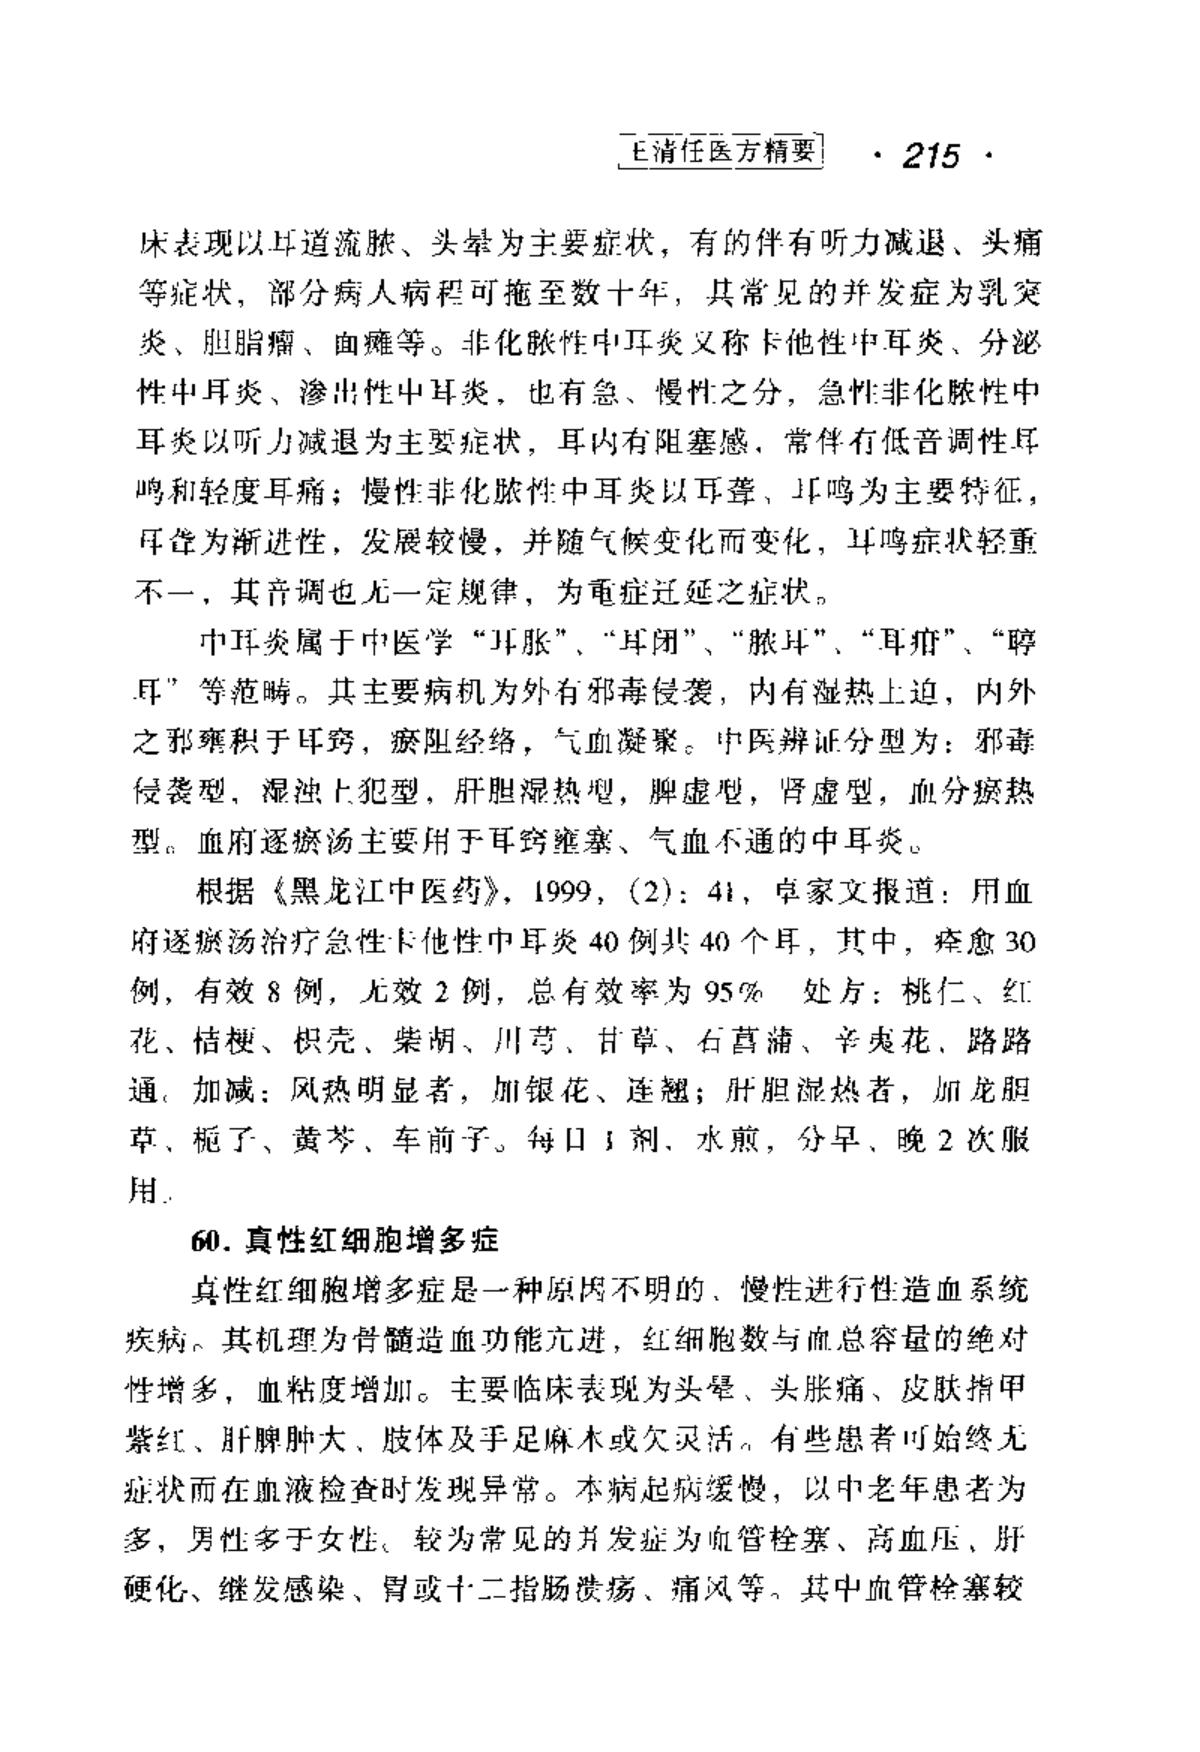 王清任医方精要 · 215 ·
床表现以耳道流脓、头晕为主要症状，有的伴有听力减退、头痛
等症状，部分病人病程可拖至数十年，其常见的并发症为乳突
炎、胆脂瘤、面瘫等。非化脓性中耳炎又称卡他性中耳炎、分泌
性中耳炎、渗出性中耳炎，也有急、慢性之分，急性非化脓性中
耳炎以听力减退为主要症状，耳内有阻塞感，常伴有低音调性耳
鸣和轻度耳痛；慢性非化脓性中耳炎以耳聋、耳鸣为主要特征，
耳聋为渐进性，发展较慢，并随气候变化而变化，耳鸣症状轻重
不一，其音调也无一定规律，为重症迁延之症状。
中耳炎属于中医学“耳胀”、“耳闭”、“脓耳”、“耳疳”、“聤
耳”等范畴。其主要病机为外有邪毒侵袭，内有湿热上迫，内外
之邪壅积于耳窍，瘀阻经络，气血凝聚。中医辨证分型为：邪毒
侵袭型，湿浊上犯型，肝胆湿热型，脾虚型，肾虚型，血分瘀热
型。血府逐瘀汤主要用于耳窍壅塞、气血不通的中耳炎。
根据《黑龙江中医药》，1999，(2)：41，卓家文报道：用血
府逐瘀汤治疗急性卡他性中耳炎 40 例共 40 个耳，其中，痊愈 30
例，有效 8 例，无效 2 例，总有效率为 95%　处方：桃仁、红
花、桔梗、枳壳、柴胡、川芎、甘草、石菖蒲、辛夷花、路路
通。加减：风热明显者，加银花、连翘；肝胆湿热者，加龙胆
草、栀子、黄芩、车前子。每日 1 剂，水煎，分早、晚 2 次服
用。
60. 真性红细胞增多症
真性红细胞增多症是一种原因不明的、慢性进行性造血系统
疾病。其机理为骨髓造血功能亢进，红细胞数与血总容量的绝对
性增多，血粘度增加。主要临床表现为头晕、头胀痛、皮肤指甲
紫红、肝脾肿大、肢体及手足麻木或欠灵活。有些患者可始终无
症状而在血液检查时发现异常。本病起病缓慢，以中老年患者为
多，男性多于女性。较为常见的并发症为血管栓塞、高血压、肝
硬化、继发感染、胃或十二指肠溃疡、痛风等。其中血管栓塞较